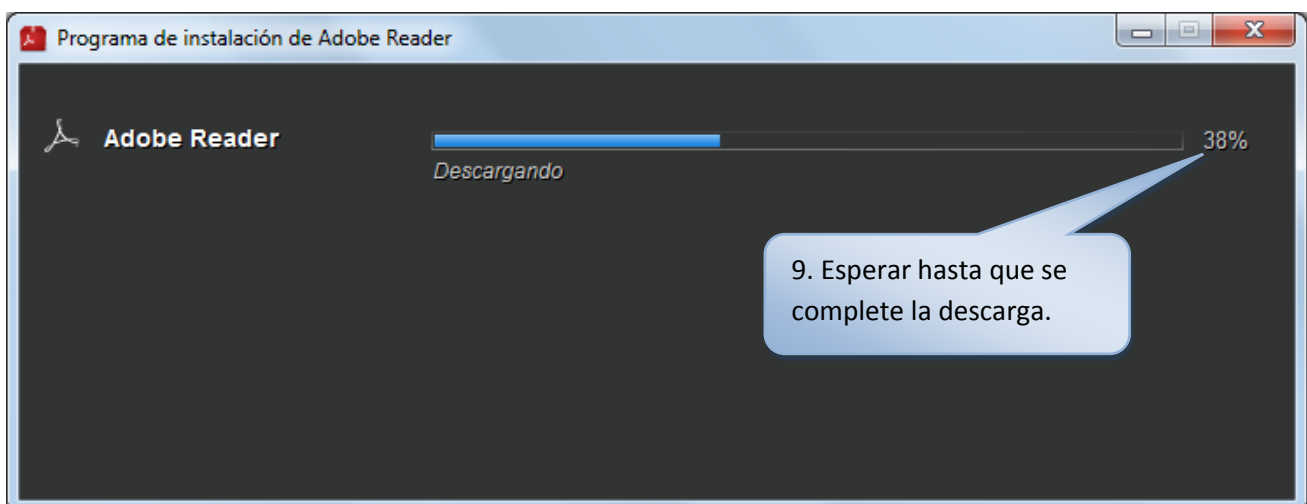 Programa de instalación de Adobe Reader
Adobe Reader
38%
Descargando
9. Esperar hasta que se
complete la descarga.